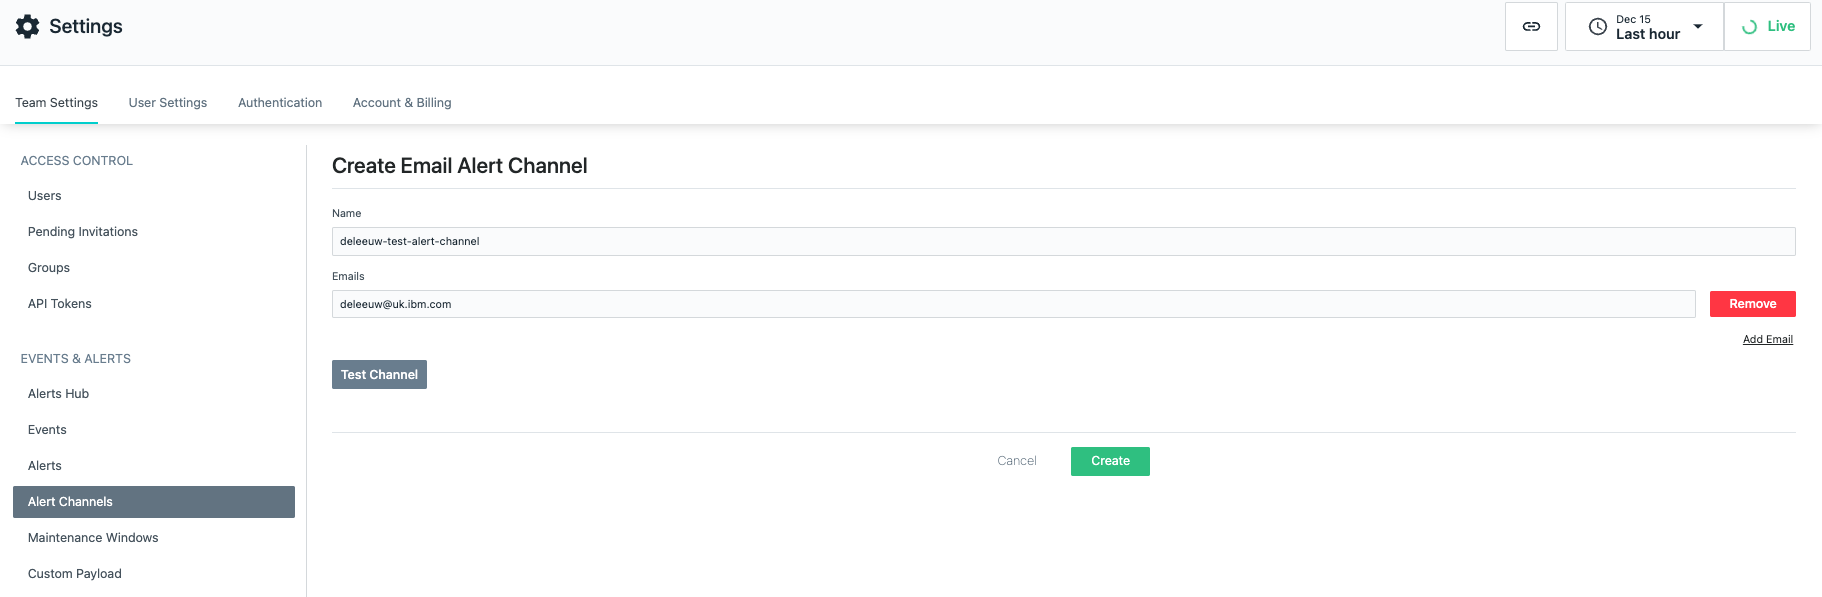 Settings
Dec 15
Last hour
Live
Team Settings
User Settings
Authentication
Account & Billing
ACCESS CONTROL
Users
Pending Invitations
Groups
API Tokens
EVENTS & ALERTS
Alerts Hub
Events
Alerts
Alert Channels
Maintenance Windows
Custom Payload
Create Email Alert Channel
Name
deleeuw-test-alert-channel
Emails
deleeuw@uk.ibm.com
Remove
Add Email
Test Channel
Cancel
Create